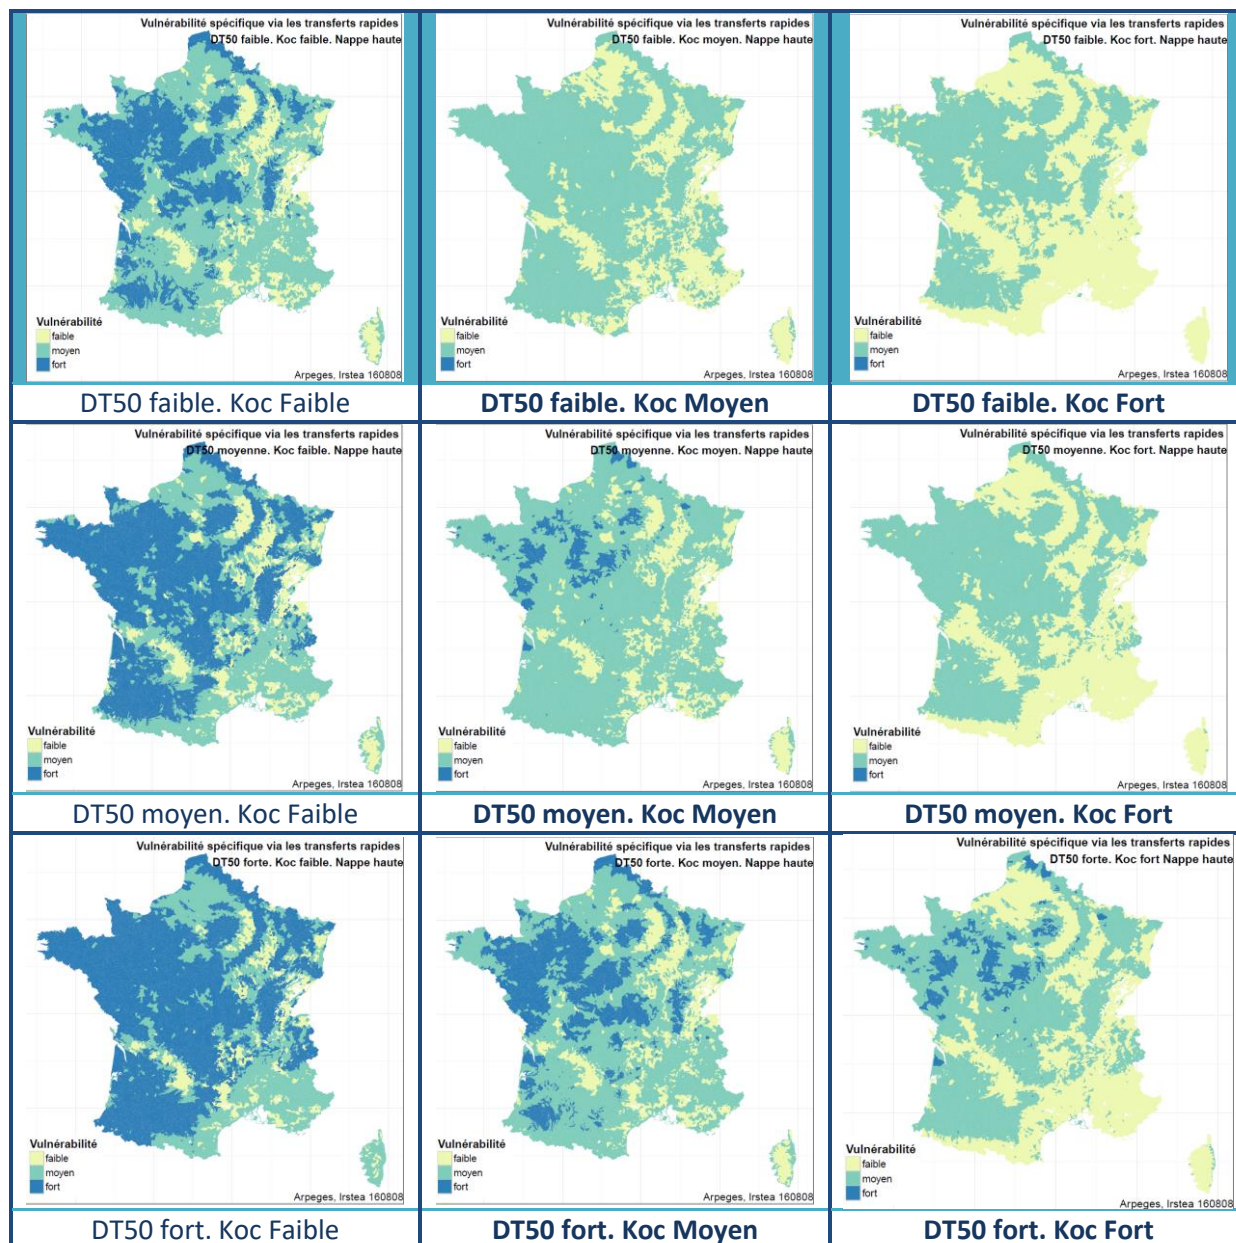 Vulnérabilité spécifique via les transferts rapides
DT50 faible. Koc faible. Nappe haute
Vulnérabilité
faible
moyen
fort
Arpeges, Irstea 160808
Vulnérabilité spécifique via les transferts rapides
DT50 faible. Koc moyen. Nappe haute
Vulnérabilité
faible
moyen
fort
Arpeges, Irstea 160808
Vulnérabilité spécifique via les transferts rapides
DT50 faible. Koc fort. Nappe haute
Vulnérabilité
faible
moyen
fort
Arpeges, Irstea 160808
DT50 faible. Koc Faible
DT50 faible. Koc Moyen
DT50 faible. Koc Fort
Vulnérabilité spécifique via les transferts rapides
DT50 moyenne. Koc faible. Nappe haute
Vulnérabilité
faible
moyen
fort
Arpeges, Irstea 160808
Vulnérabilité spécifique via les transferts rapides
DT50 moyenne. Koc moyen. Nappe haute
Vulnérabilité
faible
moyen
fort
Arpeges, Irstea 160808
Vulnérabilité spécifique via les transferts rapides
DT50 moyenne. Koc fort. Nappe haute
Vulnérabilité
faible
moyen
fort
Arpeges, Irstea 160808
DT50 moyen. Koc Faible
DT50 moyen. Koc Moyen
DT50 moyen. Koc Fort
Vulnérabilité spécifique via les transferts rapides
DT50 forte. Koc faible. Nappe haute
Vulnérabilité
faible
moyen
fort
Arpeges, Irstea 160808
Vulnérabilité spécifique via les transferts rapides
DT50 forte. Koc moyen. Nappe haute
Vulnérabilité
faible
moyen
fort
Arpeges, Irstea 160808
Vulnérabilité spécifique via les transferts rapides
DT50 forte. Koc fort Nappe haute
Vulnérabilité
faible
moyen
fort
Arpeges, Irstea 160808
DT50 fort. Koc Faible
DT50 fort. Koc Moyen
DT50 fort. Koc Fort